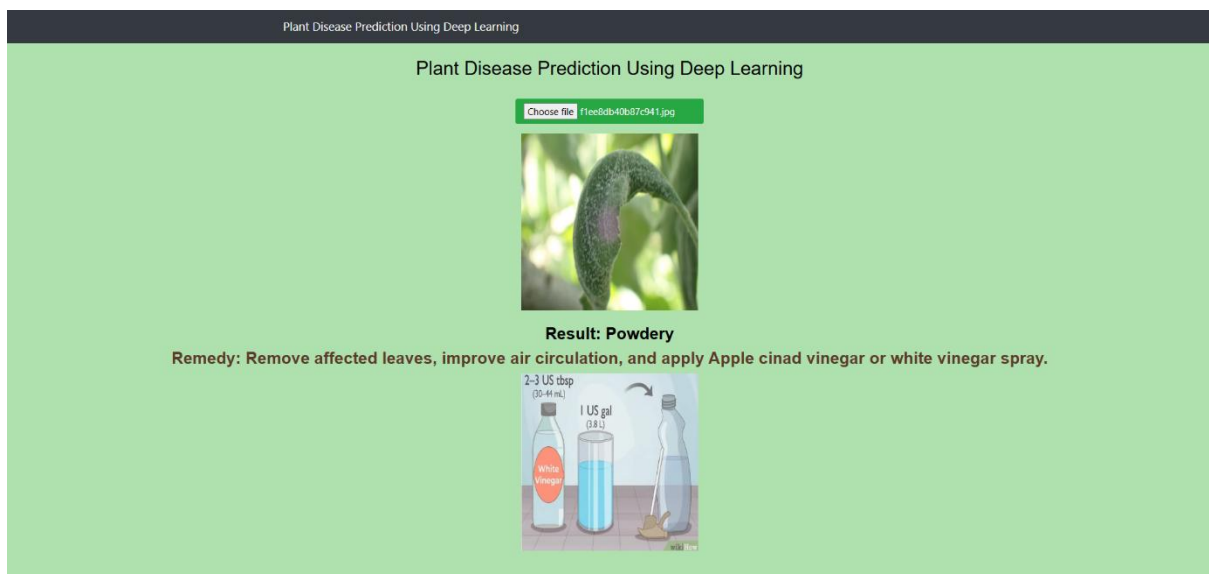 Plant Disease Prediction Using Deep Learning
Plant Disease Prediction Using Deep Learning
Choose file f1ee8db40b87c941.jpg
Result: Powdery
Remedy: Remove affected leaves, improve air circulation, and apply Apple cinad vinegar or white vinegar spray.
2–3 US tbsp
(30–44 mL)
1 US gal
(3.8 L)
White
Vinegar
wikiHow